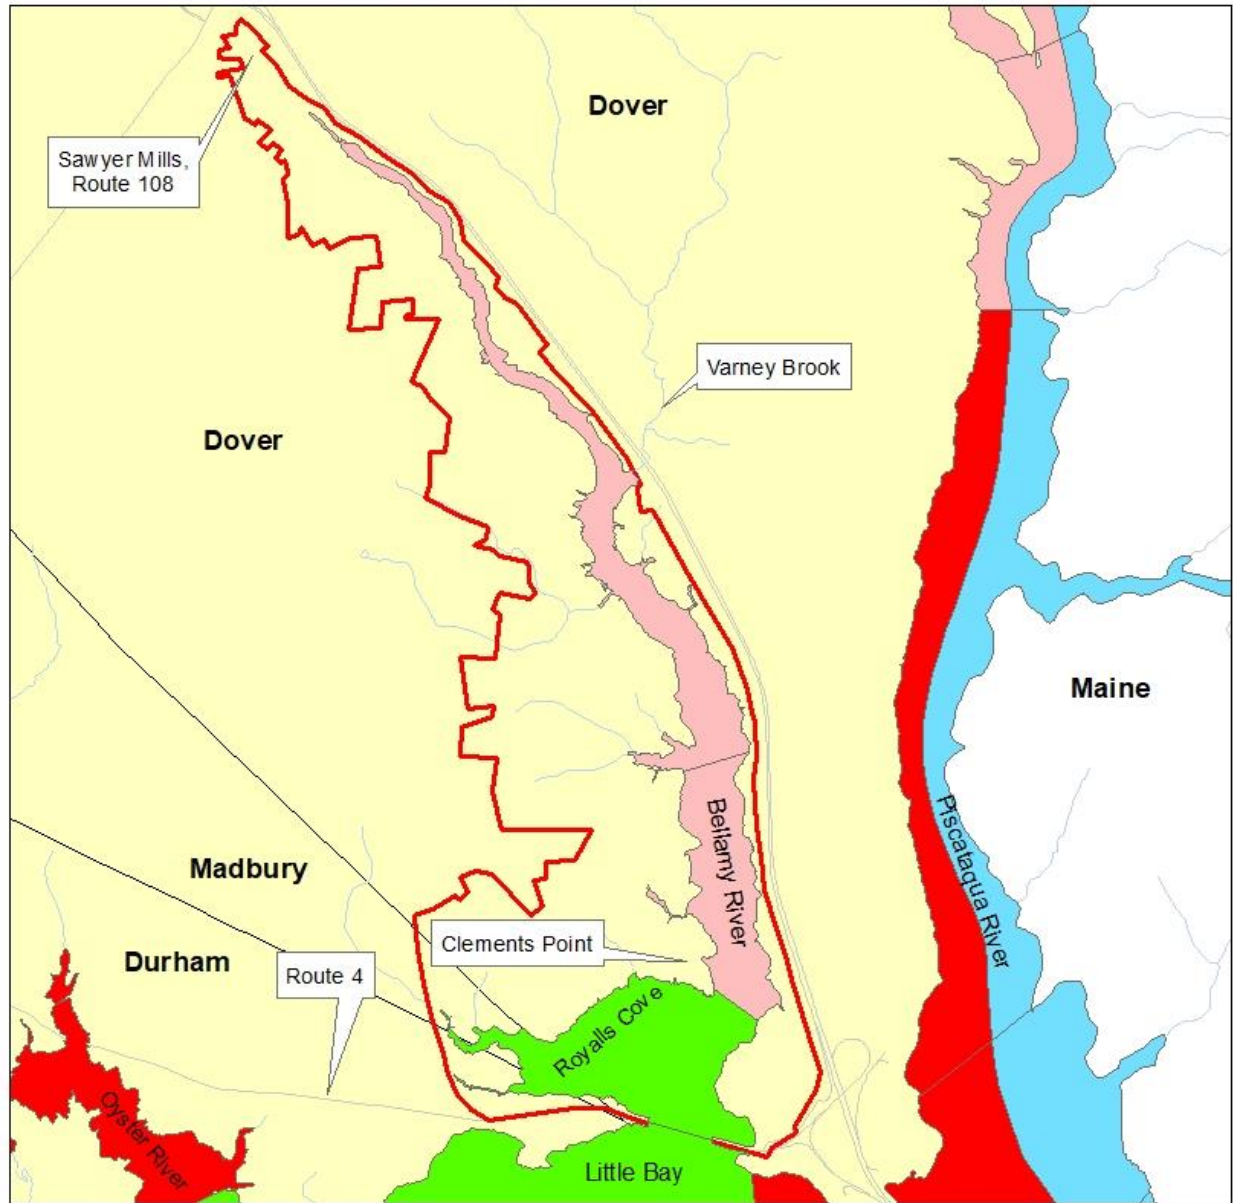 Dover
Sawyer Mills,
Route 108
Varney Brook
Dover
Maine
Piscataqua River
Bellamy River
Madbury
Clements Point
Durham
Route 4
Royalls Cove
Oyster River
Little Bay